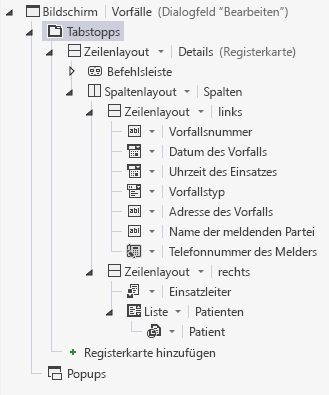 Bildschirm | Vorfälle (Dialogfeld "Bearbeiten")
Tabstopps
Zeilenlayout | Details (Registerkarte)
Befehlsleiste
Spaltenlayout | Spalten
Zeilenlayout | links
Vorfallsnummer
Datum des Vorfalls
Uhrzeit des Einsatzes
Vorfallstyp
Adresse des Vorfalls
Name der meldenden Partei
Telefonnummer des Melders
Zeilenlayout | rechts
Einsatzleiter
Liste | Patienten
Patient
Registerkarte hinzufügen
Popups